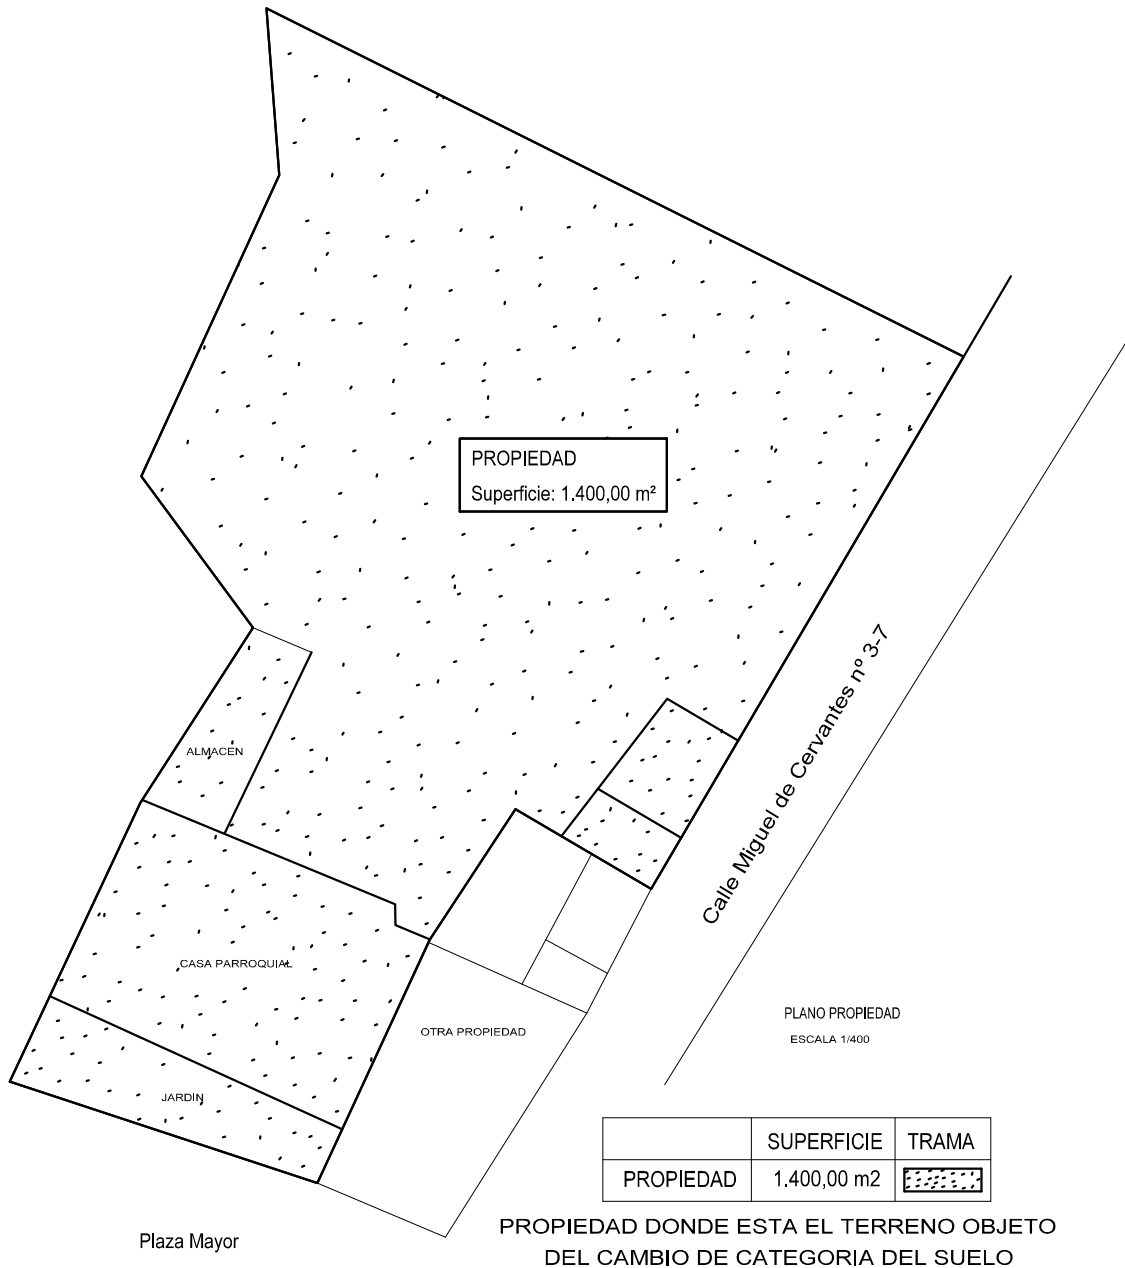 PROPIEDAD
Superficie: 1.400,00 m²
Calle Miguel de Cervantes nº 3-7
ALMACEN
CASA PARROQUIAL
OTRA PROPIEDAD
JARDIN
PLANO PROPIEDAD
ESCALA 1/400
SUPERFICIE TRAMA
PROPIEDAD 1.400,00 m2
PROPIEDAD DONDE ESTA EL TERRENO OBJETO
DEL CAMBIO DE CATEGORIA DEL SUELO
Plaza Mayor